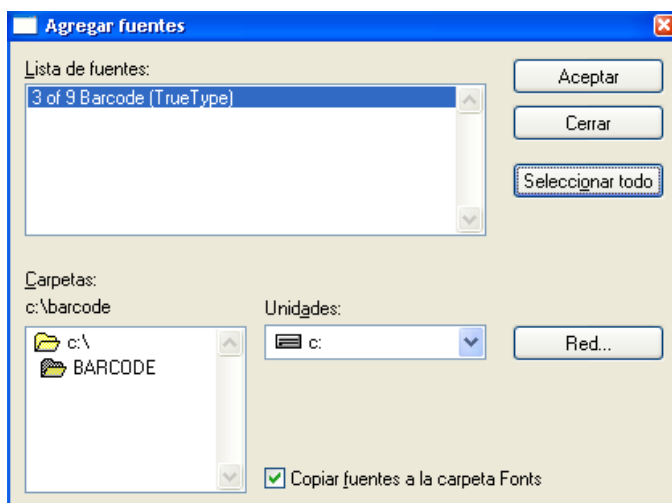 Agregar fuentes
Lista de fuentes:
3 of 9 Barcode (TrueType)
Aceptar
Cerrar
Seleccionar todo
Carpetas:
c:\barcode
c:\
BARCODE
Unidades:
c:
Red...
Copiar fuentes a la carpeta Fonts